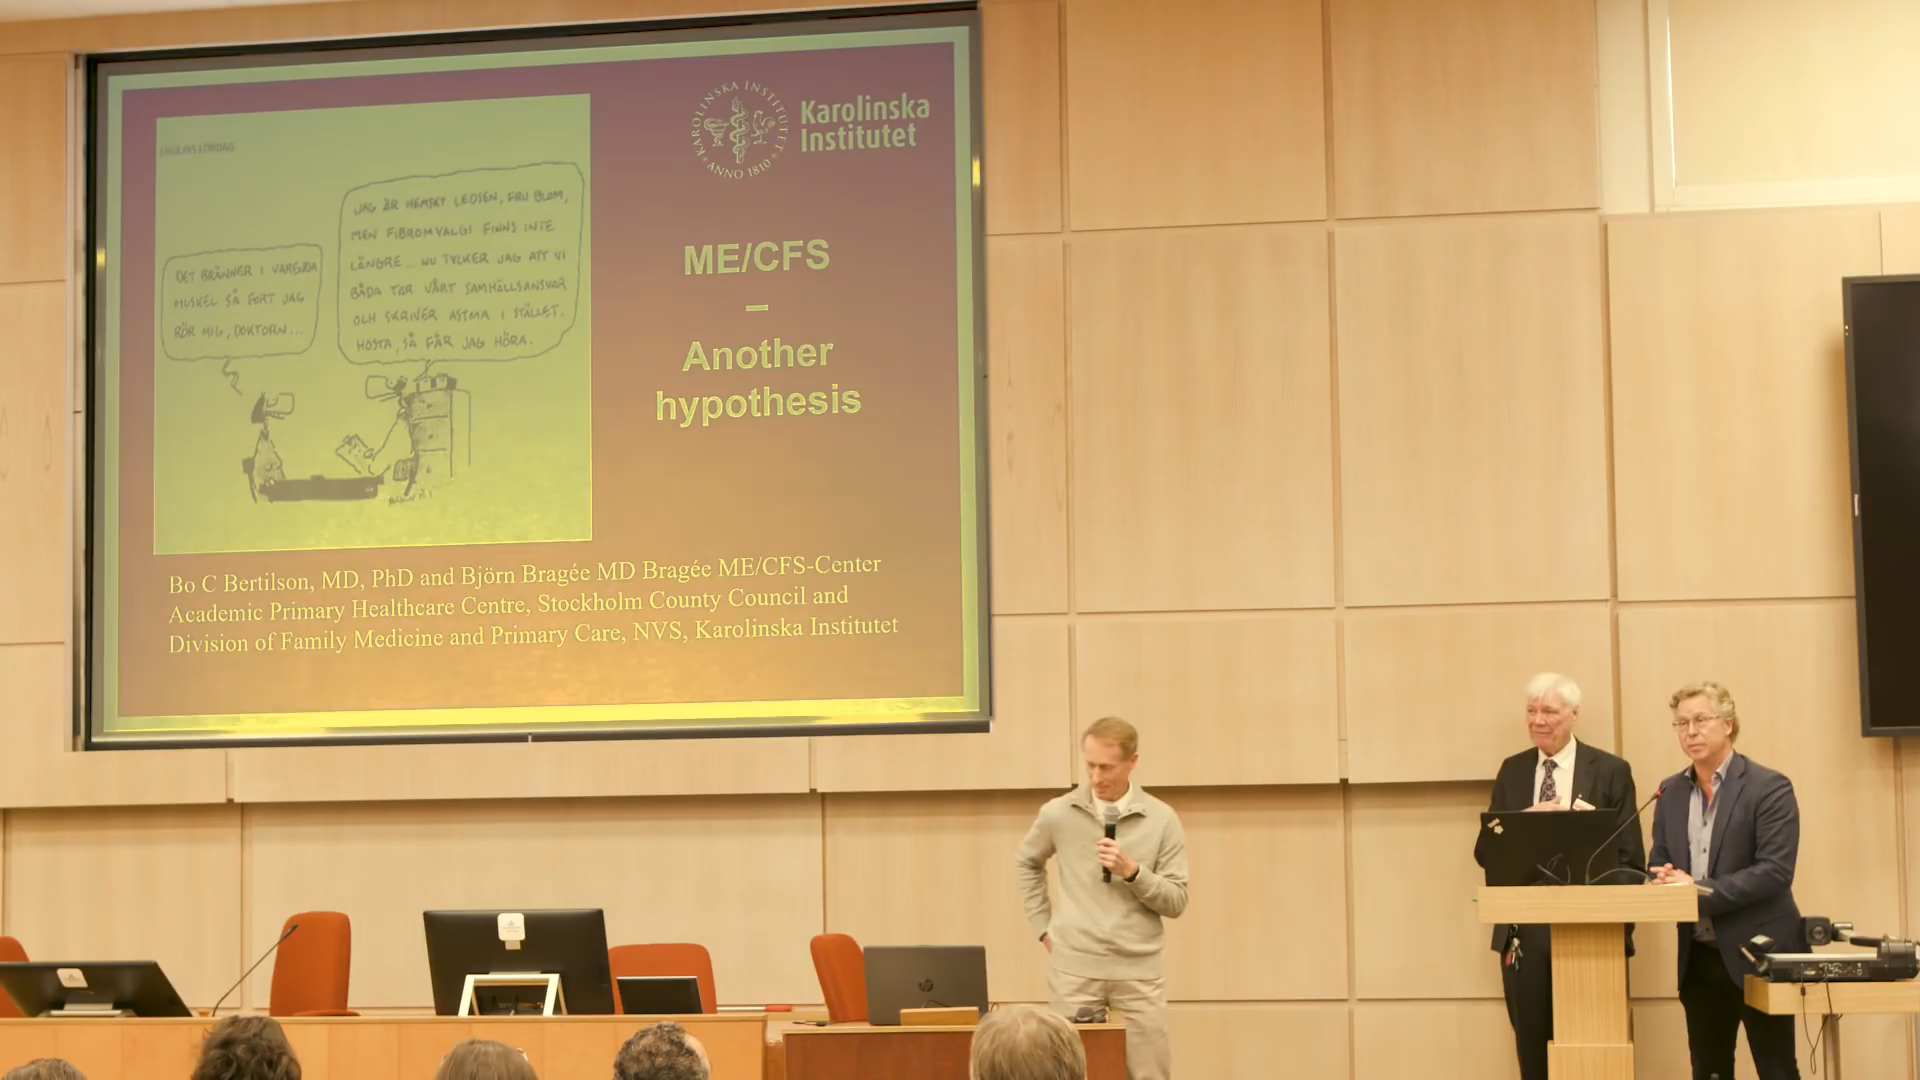 KAROLINSKA INSTITUTET
ANNO 1810
Karolinska
Institutet
JAG ÄR HEMSKT LEDSEN, FRU BLOM,
MEN FIBROMYALGI FINNS INTE
LÄNGRE... NU TYCKER JAG ATT VI
BÅDA TAR VÅRT SAMHÄLLSANSVAR
OCH SKRIVER ASTMA I STÄLLET.
HOSTA, SÅ FÅR JAG HÖRA.
DET BRÄNNER I VARENDA
MUSKEL SÅ FORT JAG
RÖR MIG, DOKTORN...
ME/CFS
–
Another
hypothesis
Bo C Bertilson, MD, PhD and Björn Bragée MD Bragée ME/CFS-Center
Academic Primary Healthcare Centre, Stockholm County Council and
Division of Family Medicine and Primary Care, NVS, Karolinska Institutet
hp